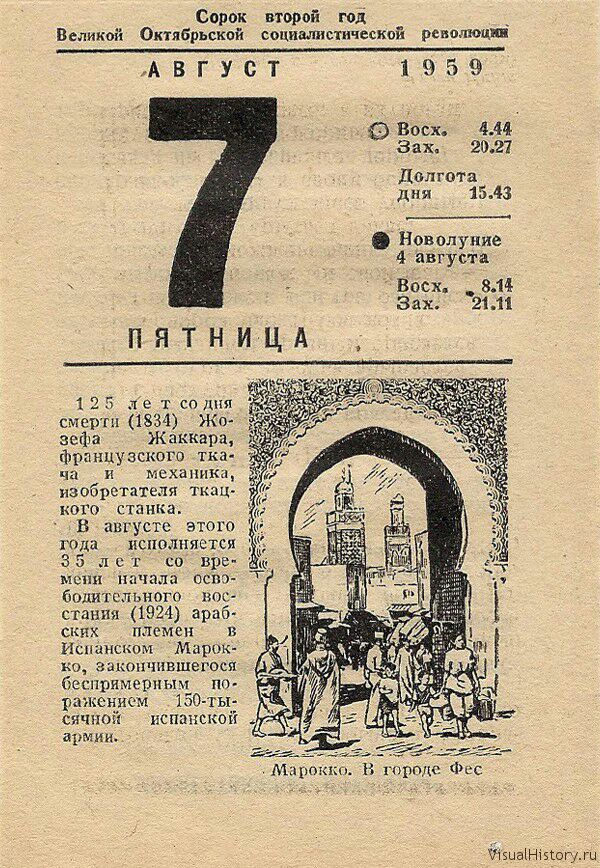 Сорок второй год
Великой Октябрьской социалистической революции
АВГУСТ 1959
7
Восх. 4.44
Зах. 20.27
Долгота
дня 15.43
Новолуние
4 августа
Восх. 8.14
Зах. 21.11
ПЯТНИЦА
125 лет со дня
смерти (1834) Жо-
зефа Жаккара,
французского тка-
ча и механика,
изобретателя ткац-
кого станка.
В августе этого
года исполняется
35 лет со вре-
мени начала осво-
бодительного вос-
стания (1924) араб-
ских племен в
Испанском Марок-
ко, закончившегося
беспримерным по-
ражением 150-ты-
сячной испанской
армии.
Марокко. В городе Фес
VisualHistory.ru